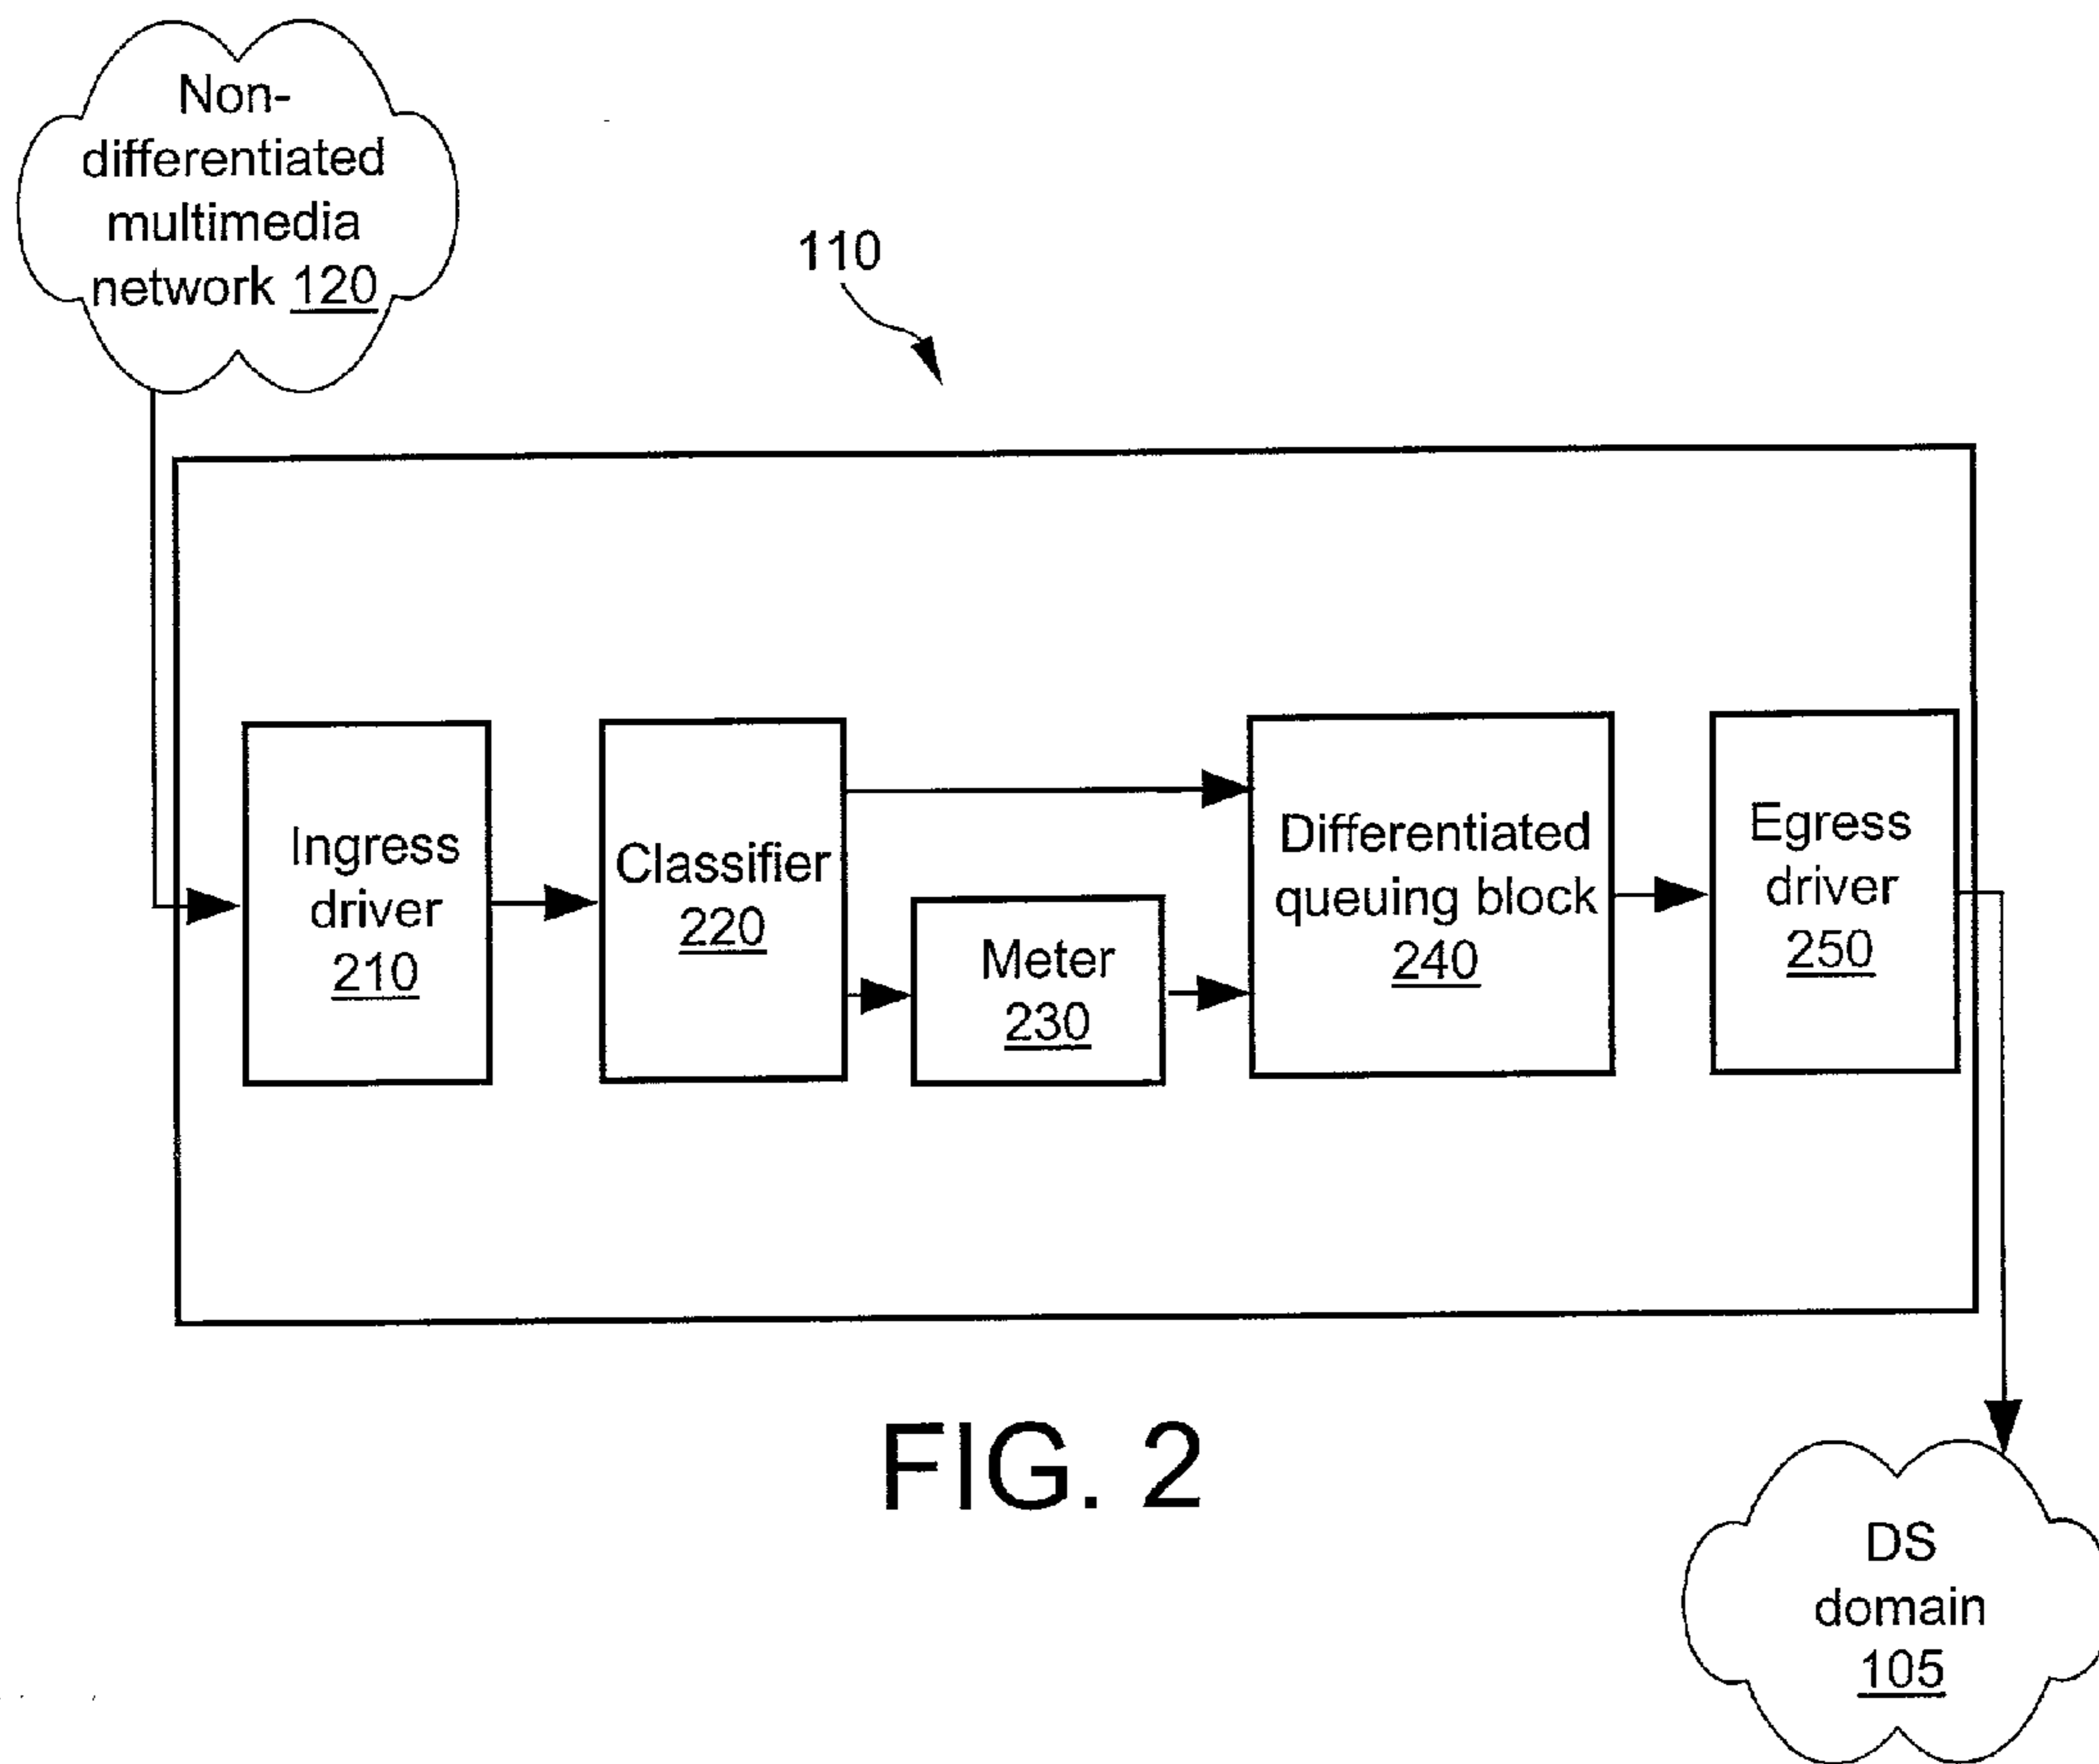 Non-
differentiated
multimedia
network 120
110
Ingress
driver
210
Classifier
220
Meter
230
Differentiated
queuing block
240
Egress
driver
250
FIG. 2
DS
domain
105